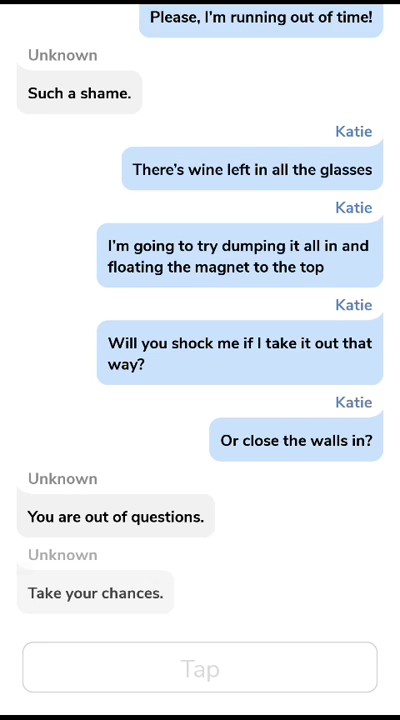 Please, I'm running out of time!
Unknown
Such a shame.
Katie
There's wine left in all the glasses
Katie
I'm going to try dumping it all in and
floating the magnet to the top
Katie
Will you shock me if I take it out that
way?
Katie
Or close the walls in?
Unknown
You are out of questions.
Unknown
Take your chances.
Tap